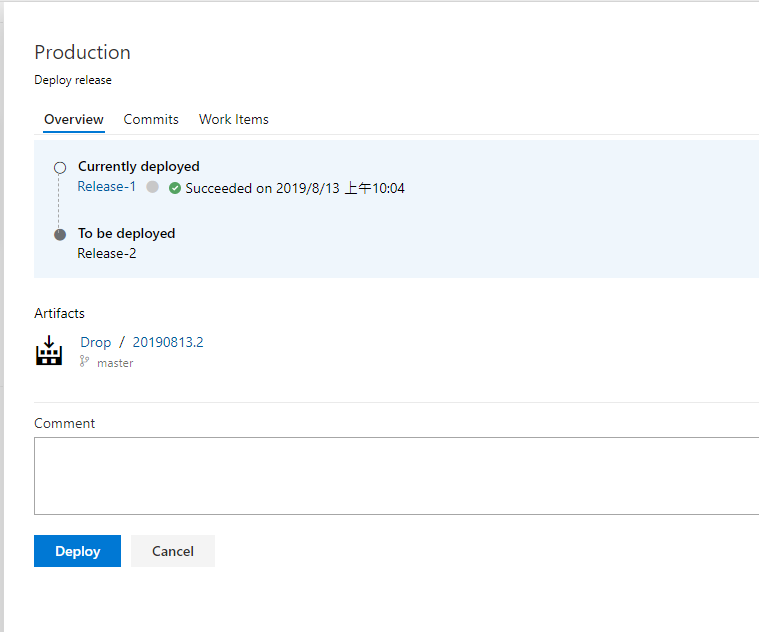 Production
Deploy release
Overview Commits Work Items
Currently deployed
Release-1 Succeeded on 2019/8/13 上午10:04
To be deployed
Release-2
Artifacts
Drop / 20190813.2
master
Comment
Deploy Cancel